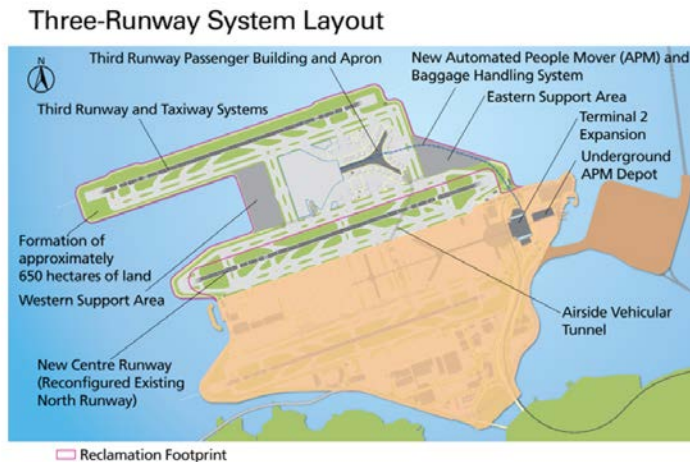 Three-Runway System Layout
N
Third Runway Passenger Building and Apron
New Automated People Mover (APM) and
Baggage Handling System
Third Runway and Taxiway Systems
Eastern Support Area
Terminal 2
Expansion
Underground
APM Depot
Formation of
approximately
650 hectares of land
Western Support Area
Airside Vehicular
Tunnel
New Centre Runway
(Reconfigured Existing
North Runway)
Reclamation Footprint